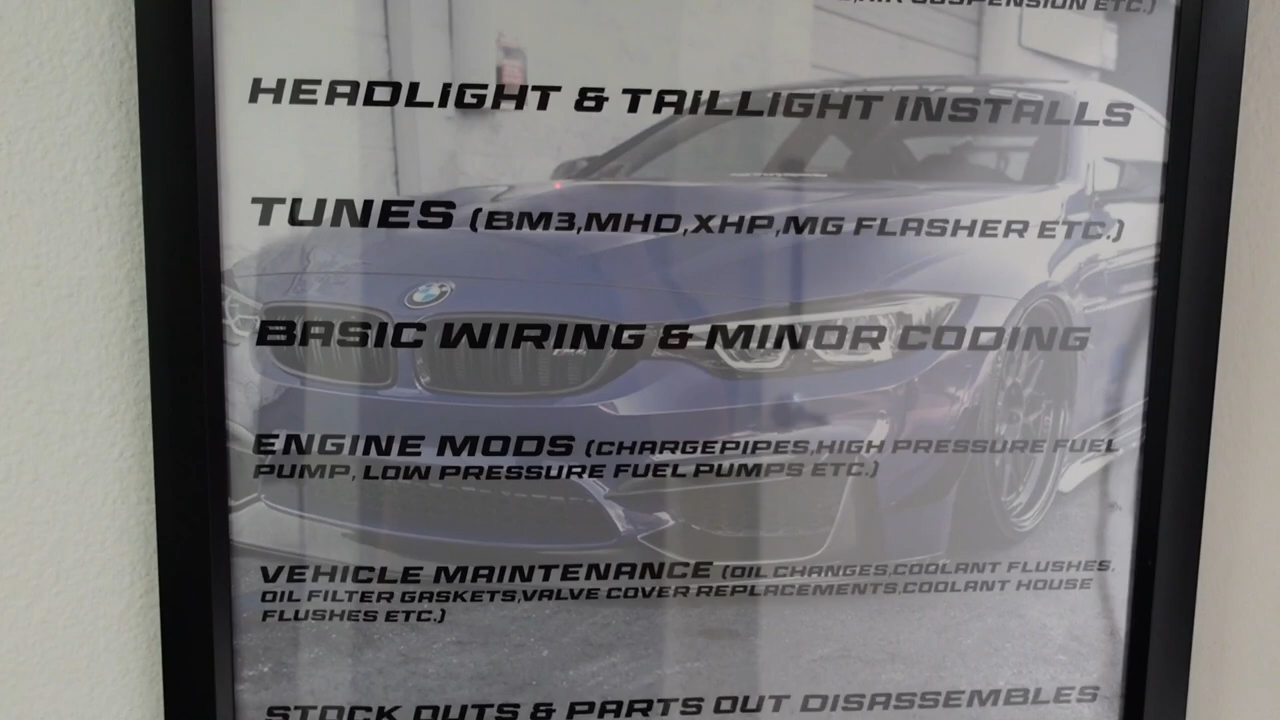 SUSPENSION ETC.)
HEADLIGHT & TAILLIGHT INSTALLS
TUNES (BM3,MHD,XHP,MG FLASHER ETC.)
BASIC WIRING & MINOR CODING
ENGINE MODS (CHARGEPIPES,HIGH PRESSURE FUEL
PUMP, LOW PRESSURE FUEL PUMPS ETC.)
VEHICLE MAINTENANCE (OIL CHANGES,COOLANT FLUSHES,
OIL FILTER GASKETS,VALVE COVER REPLACEMENTS,COOLANT HOUSE
FLUSHES ETC.)
STOCK OUTS & PARTS OUT DISASSEMBLES